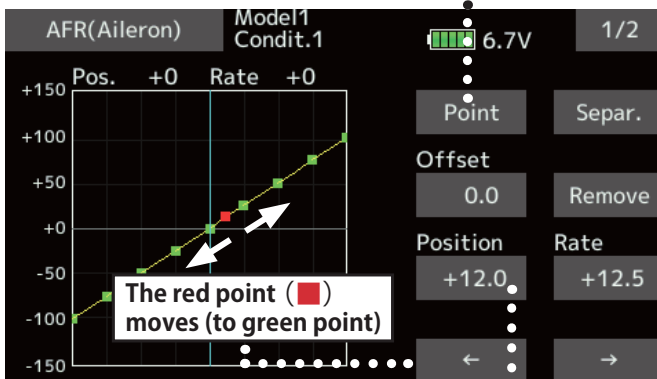 AFR(Aileron)
Model1
Condit.1
6.7V
1/2
Pos. +0 Rate +0
+150
+100
+50
+0
-50
-100
-150
Point
Separ.
Offset
0.0
Remove
Position
Rate
+12.0
+12.5
←
→
The red point (■)
moves (to green point)